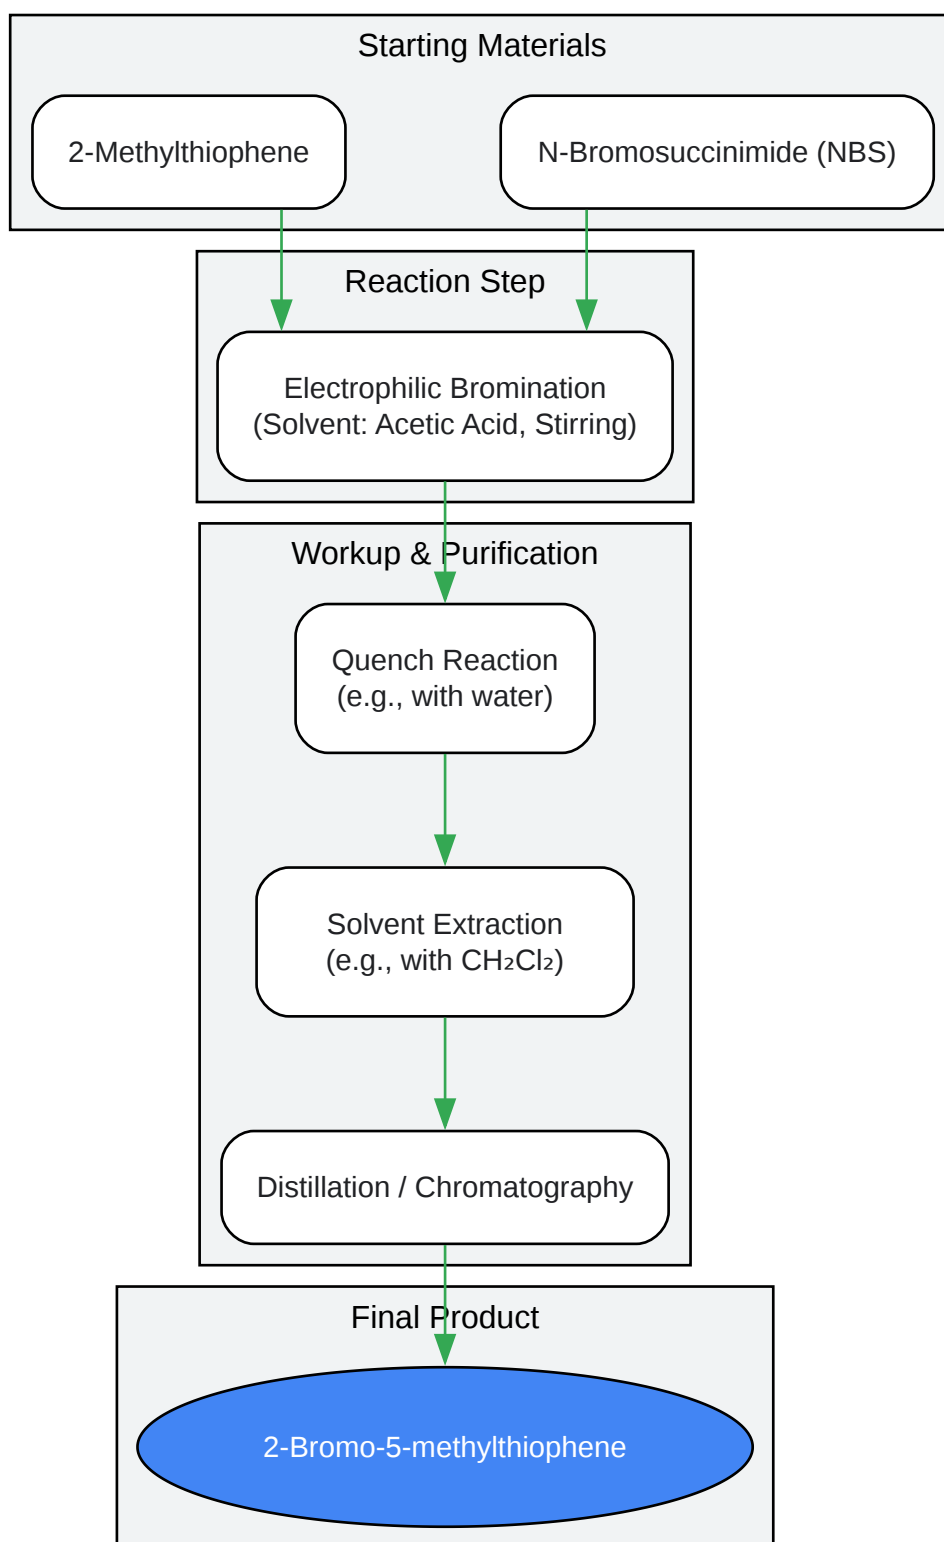 Starting Materials
2-Methylthiophene
N-Bromosuccinimide (NBS)
Reaction Step
Electrophilic Bromination
(Solvent: Acetic Acid, Stirring)
Workup & Purification
Quench Reaction
(e.g., with water)
Solvent Extraction
(e.g., with CH₂Cl₂)
Distillation / Chromatography
Final Product
2-Bromo-5-methylthiophene